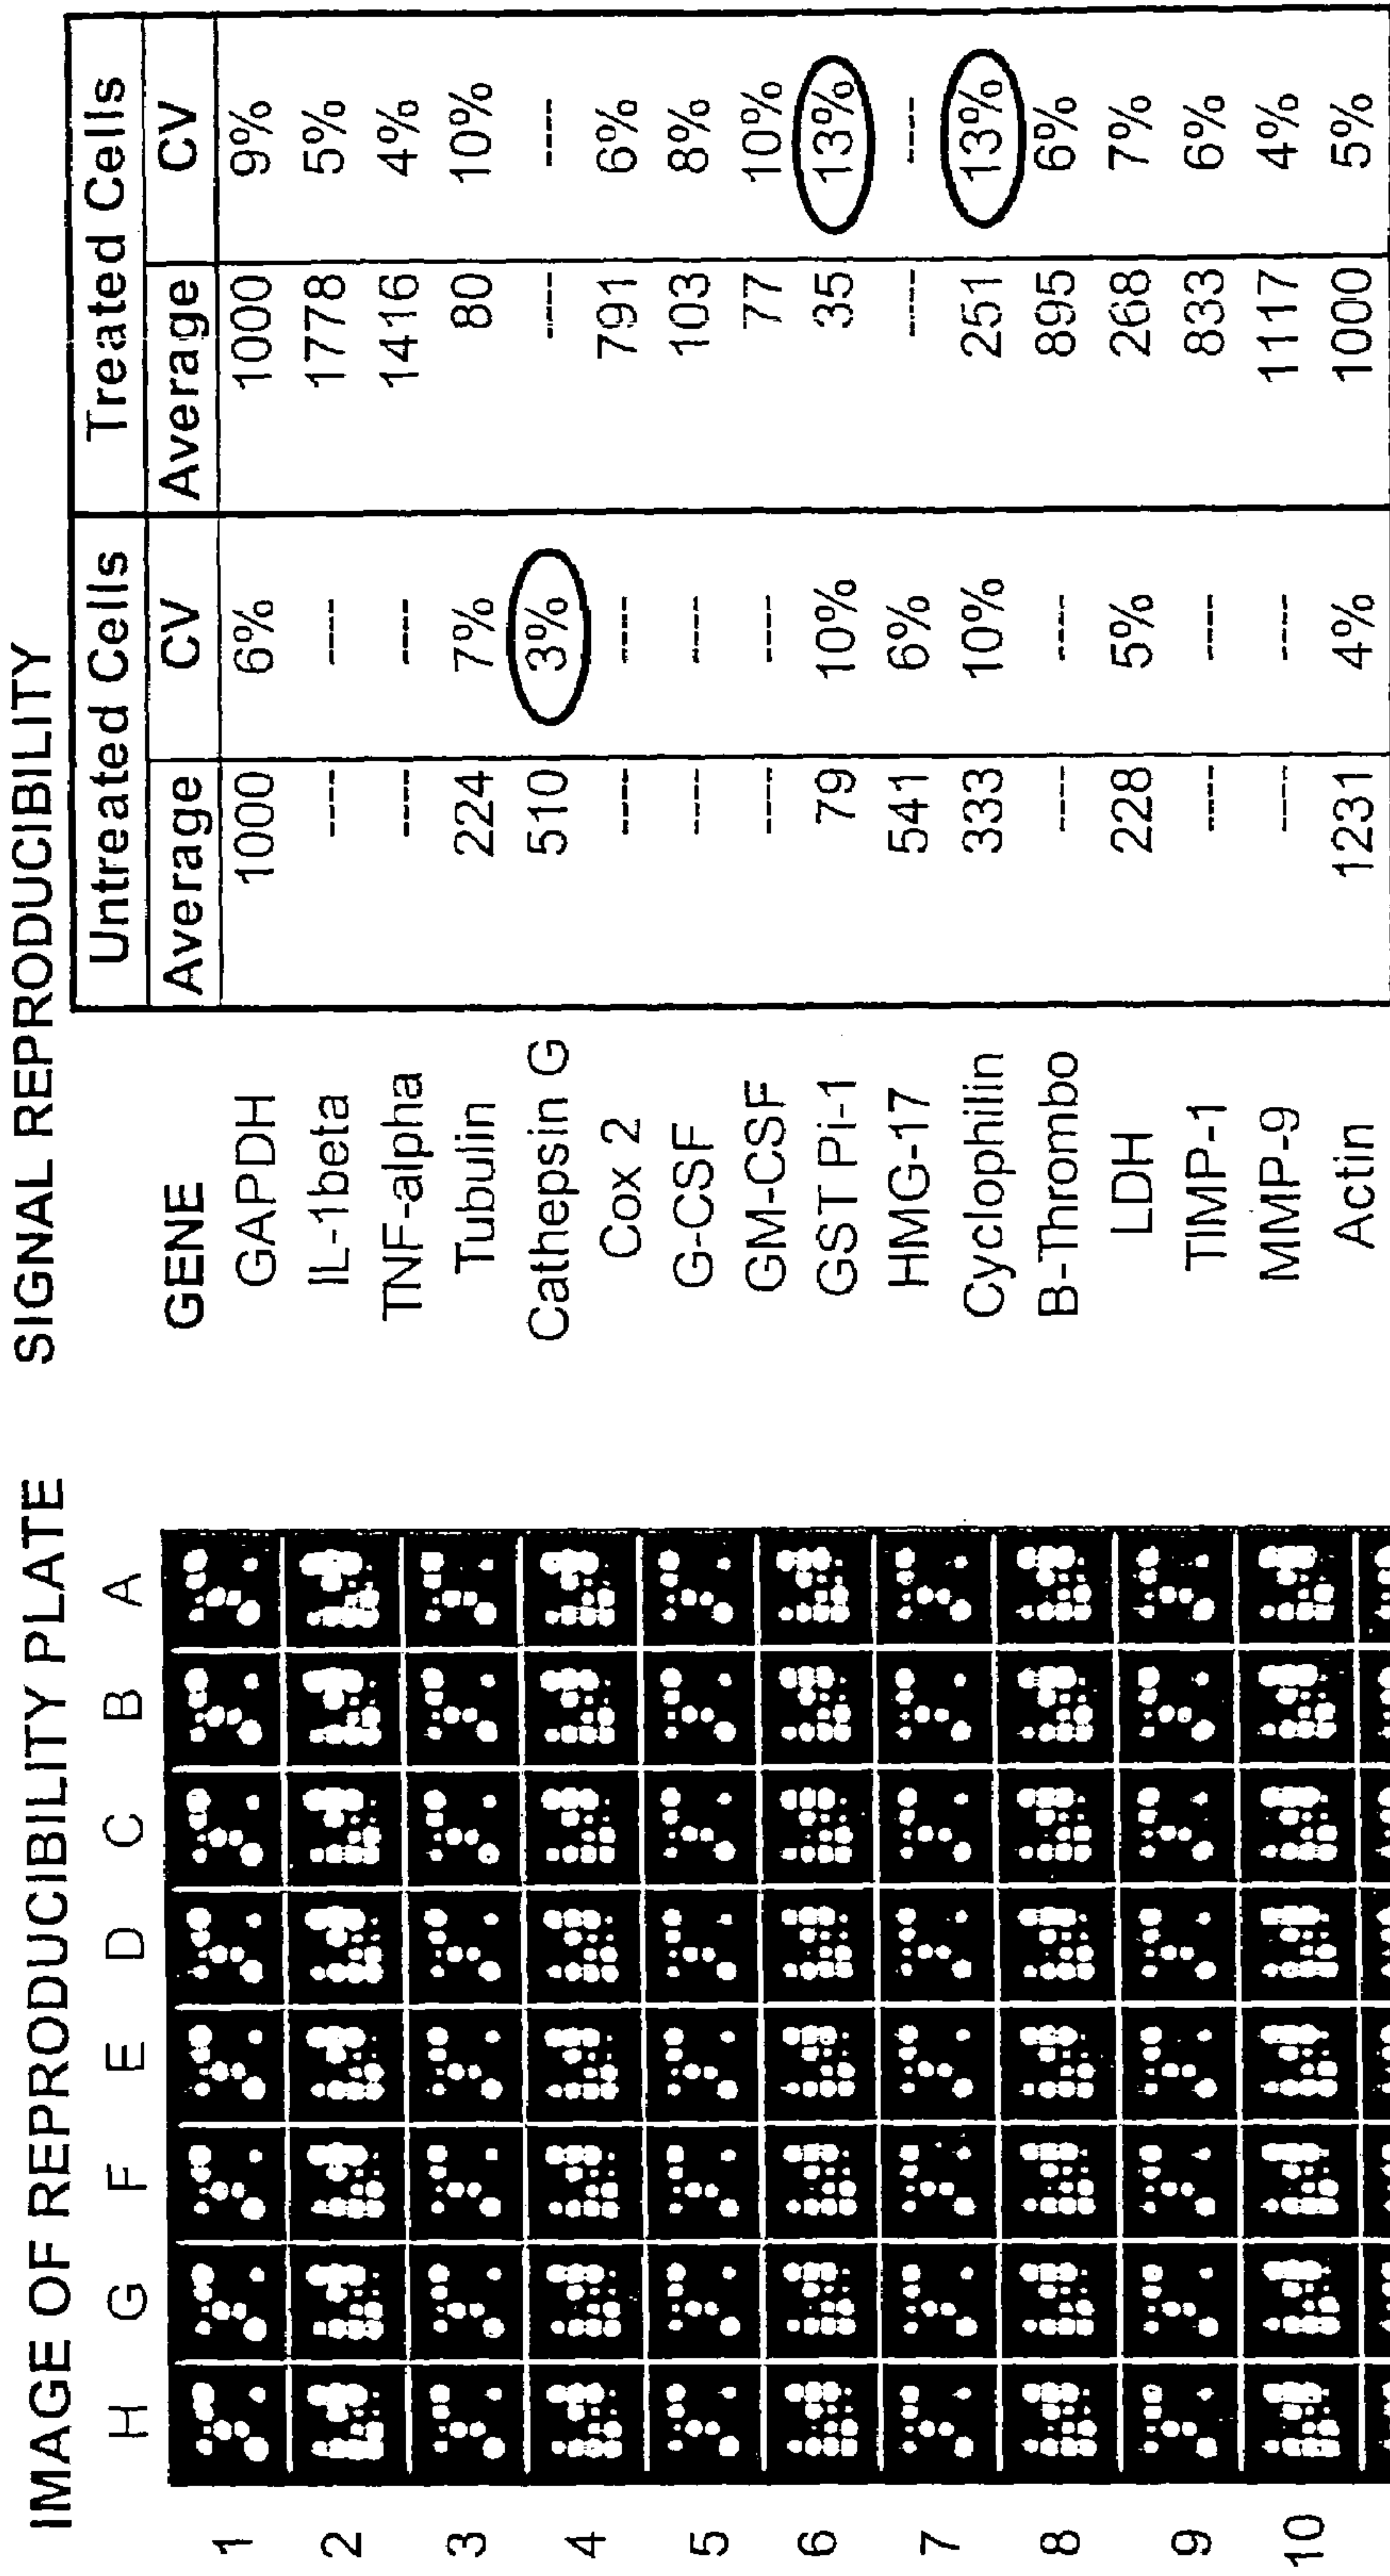 IMAGE OF REPRODUCIBILITY PLATE
H G F E D C B A
1
2
3
4
5
6
7
8
9
10
SIGNAL REPRODUCIBILITY
Untreated Cells Treated Cells
GENE Average CV Average CV
GAPDH 1000 6% 1000 9%
IL-1beta ---- ---- 1778 5%
TNF-alpha ---- ---- 1416 4%
Tubulin 224 7% 80 10%
Cathepsin G 510 3% ---- ----
Cox 2 ---- ---- 791 6%
G-CSF ---- ---- 103 8%
GM-CSF ---- ---- 77 10%
GST Pi-1 79 10% 35 13%
HMG-17 541 6% ---- ----
Cyclophilin 333 10% 251 13%
B-Thrombo ---- ---- 895 6%
LDH 228 5% 268 7%
TIMP-1 ---- ---- 833 6%
MMP-9 ---- ---- 1117 4%
Actin 1231 4% 1000 5%